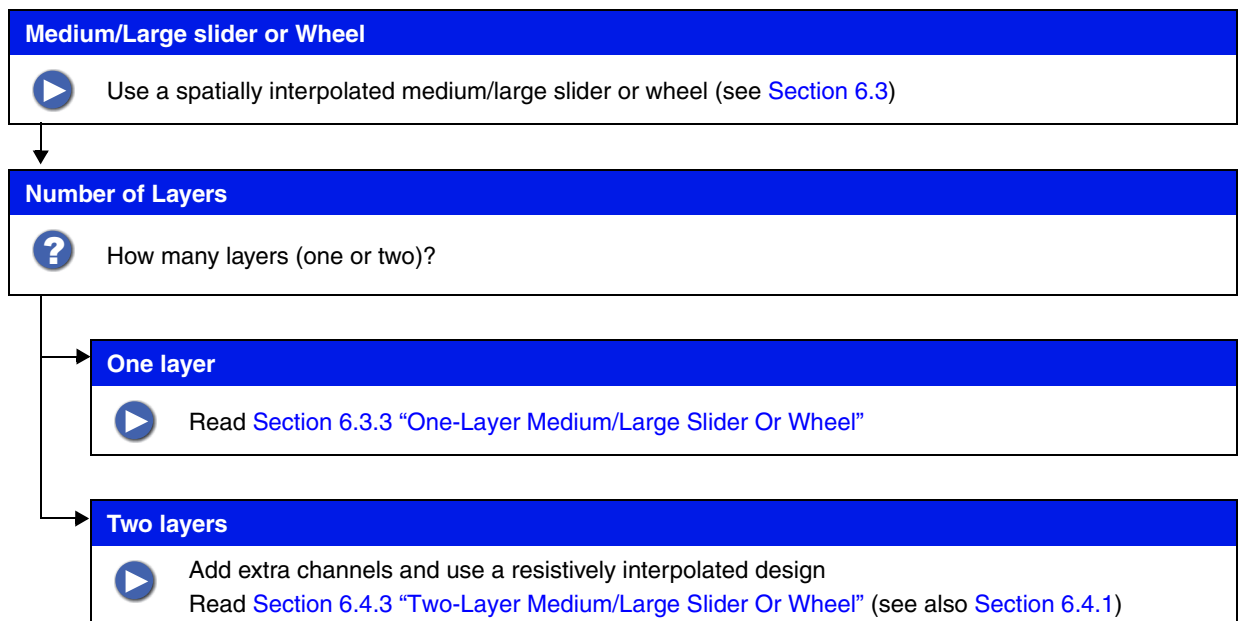 Medium/Large slider or Wheel
Use a spatially interpolated medium/large slider or wheel (see Section 6.3)
Number of Layers
?
How many layers (one or two)?
One layer
Read Section 6.3.3 “One-Layer Medium/Large Slider Or Wheel”
Two layers
Add extra channels and use a resistively interpolated design
Read Section 6.4.3 “Two-Layer Medium/Large Slider Or Wheel” (see also Section 6.4.1)